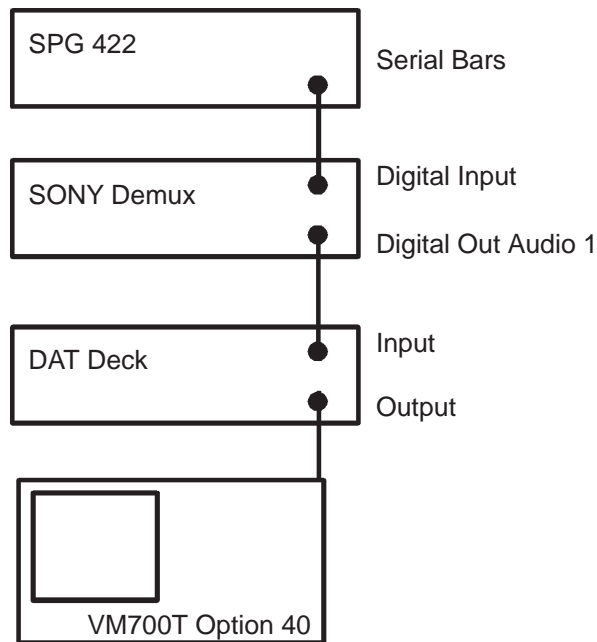 SPG 422
Serial Bars
SONY Demux
Digital Input
Digital Out Audio 1
DAT Deck
Input
Output
VM700T Option 40